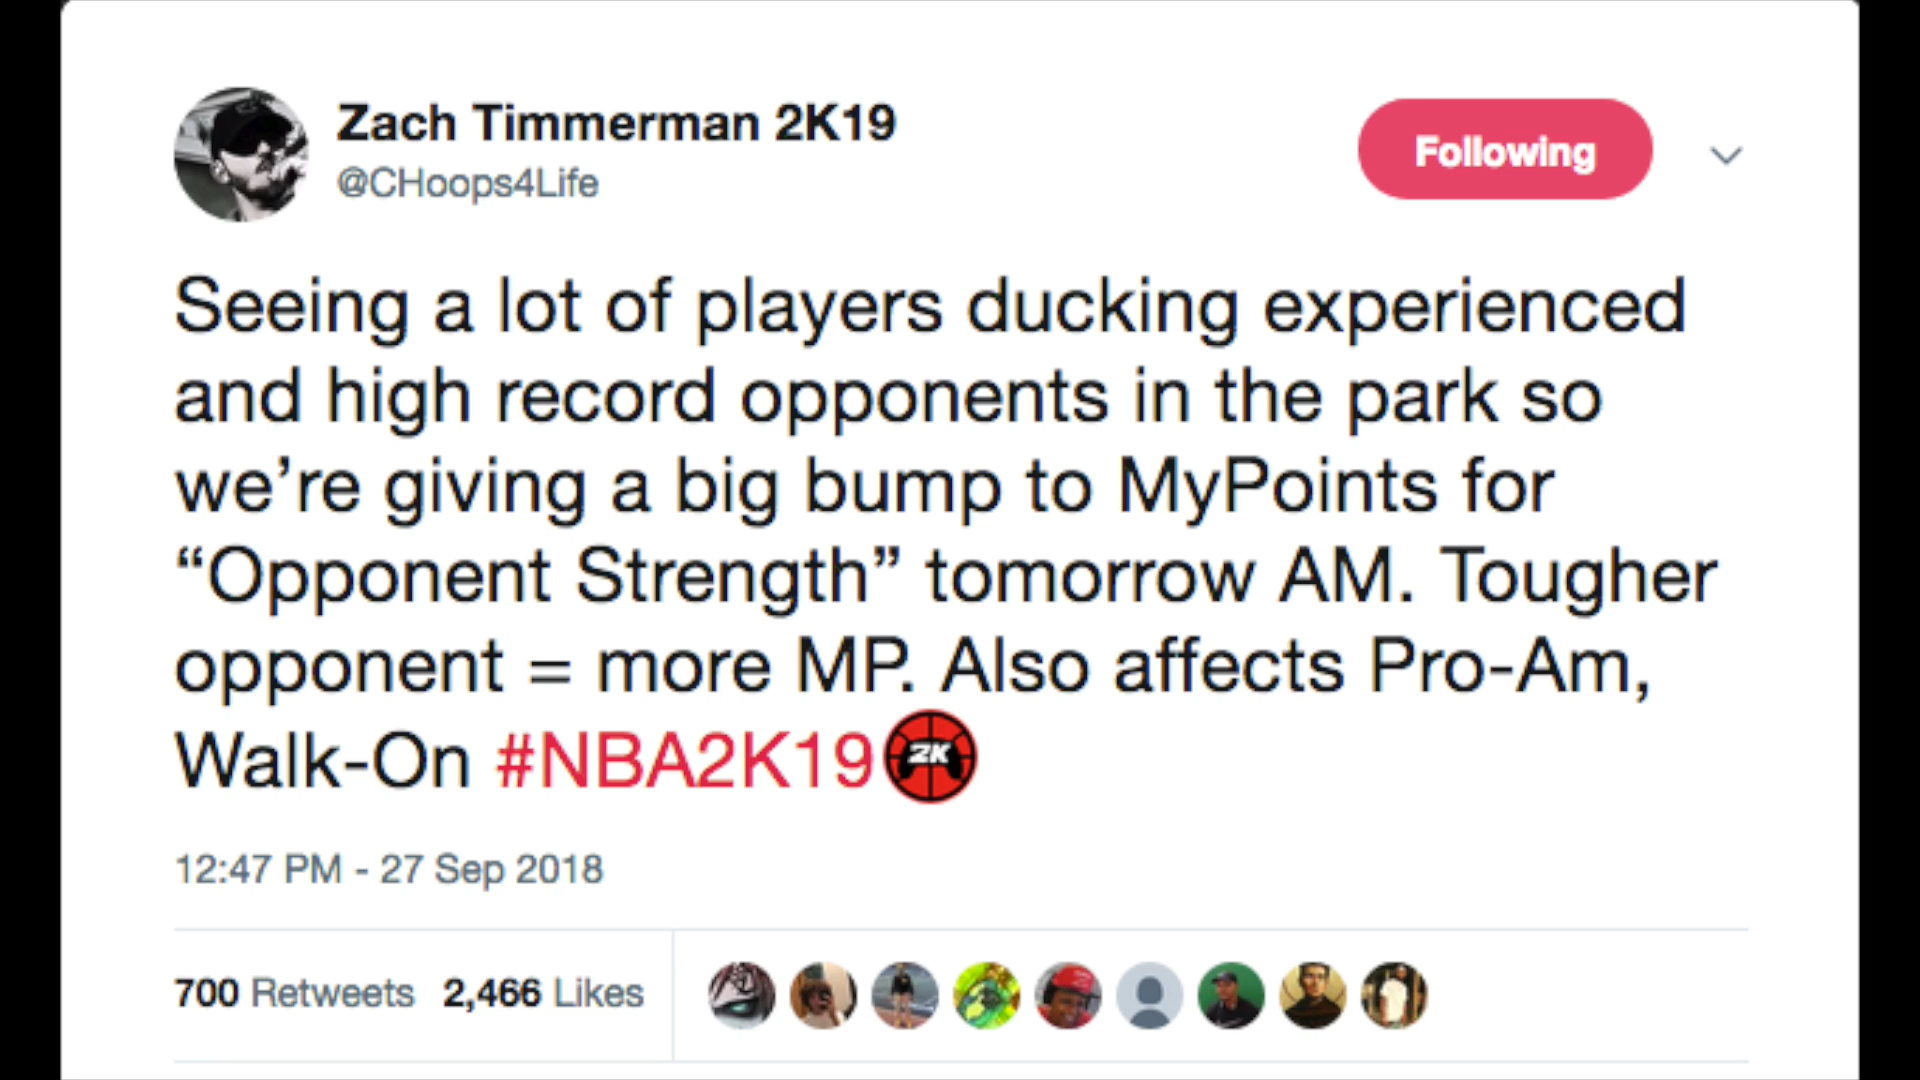 Zach Timmerman 2K19
@CHoops4Life
Following
Seeing a lot of players ducking experienced
and high record opponents in the park so
we’re giving a big bump to MyPoints for
“Opponent Strength” tomorrow AM. Tougher
opponent = more MP. Also affects Pro-Am,
Walk-On #NBA2K19 2K
12:47 PM - 27 Sep 2018
700 Retweets 2,466 Likes